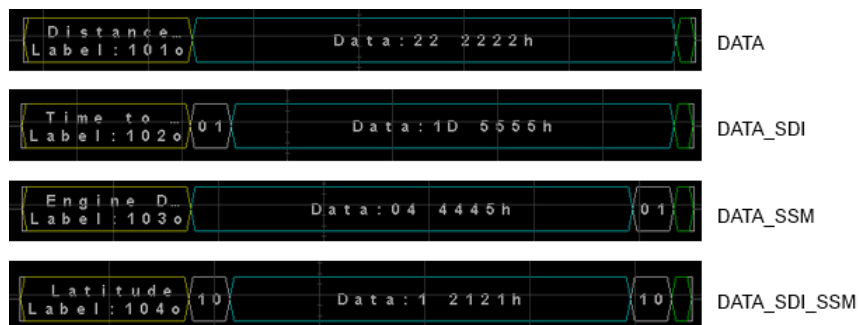 Distance…
Label:101o
Data:22 2222h
DATA
Time to …
Label:102o
01
Data:1D 5555h
DATA_SDI
Engine D…
Label:103o
Data:04 4445h
01
DATA_SSM
Latitude
Label:104o
10
Data:1 2121h
10
DATA_SDI_SSM